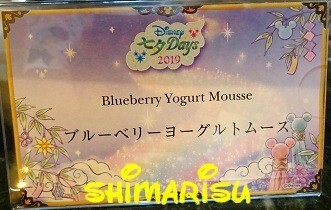 Disney
七夕Days
2019
Blueberry Yogurt Mousse
ブルーベリーヨーグルトムース
SHiMARiSU